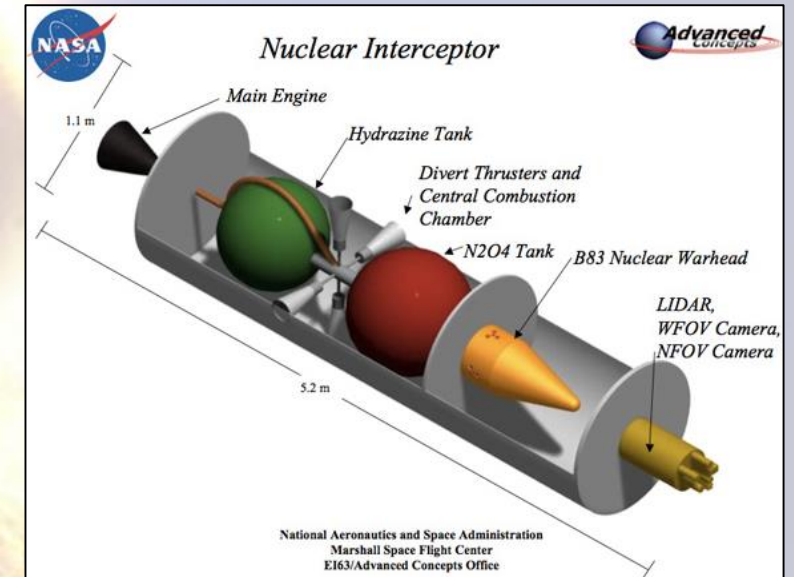 NASA
Nuclear Interceptor
Advanced
Concepts
Main Engine
1.1 m
Hydrazine Tank
Divert Thrusters and
Central Combustion
Chamber
N2O4 Tank
B83 Nuclear Warhead
LIDAR,
WFOV Camera,
NFOV Camera
5.2 m
National Aeronautics and Space Administration
Marshall Space Flight Center
EI63/Advanced Concepts Office